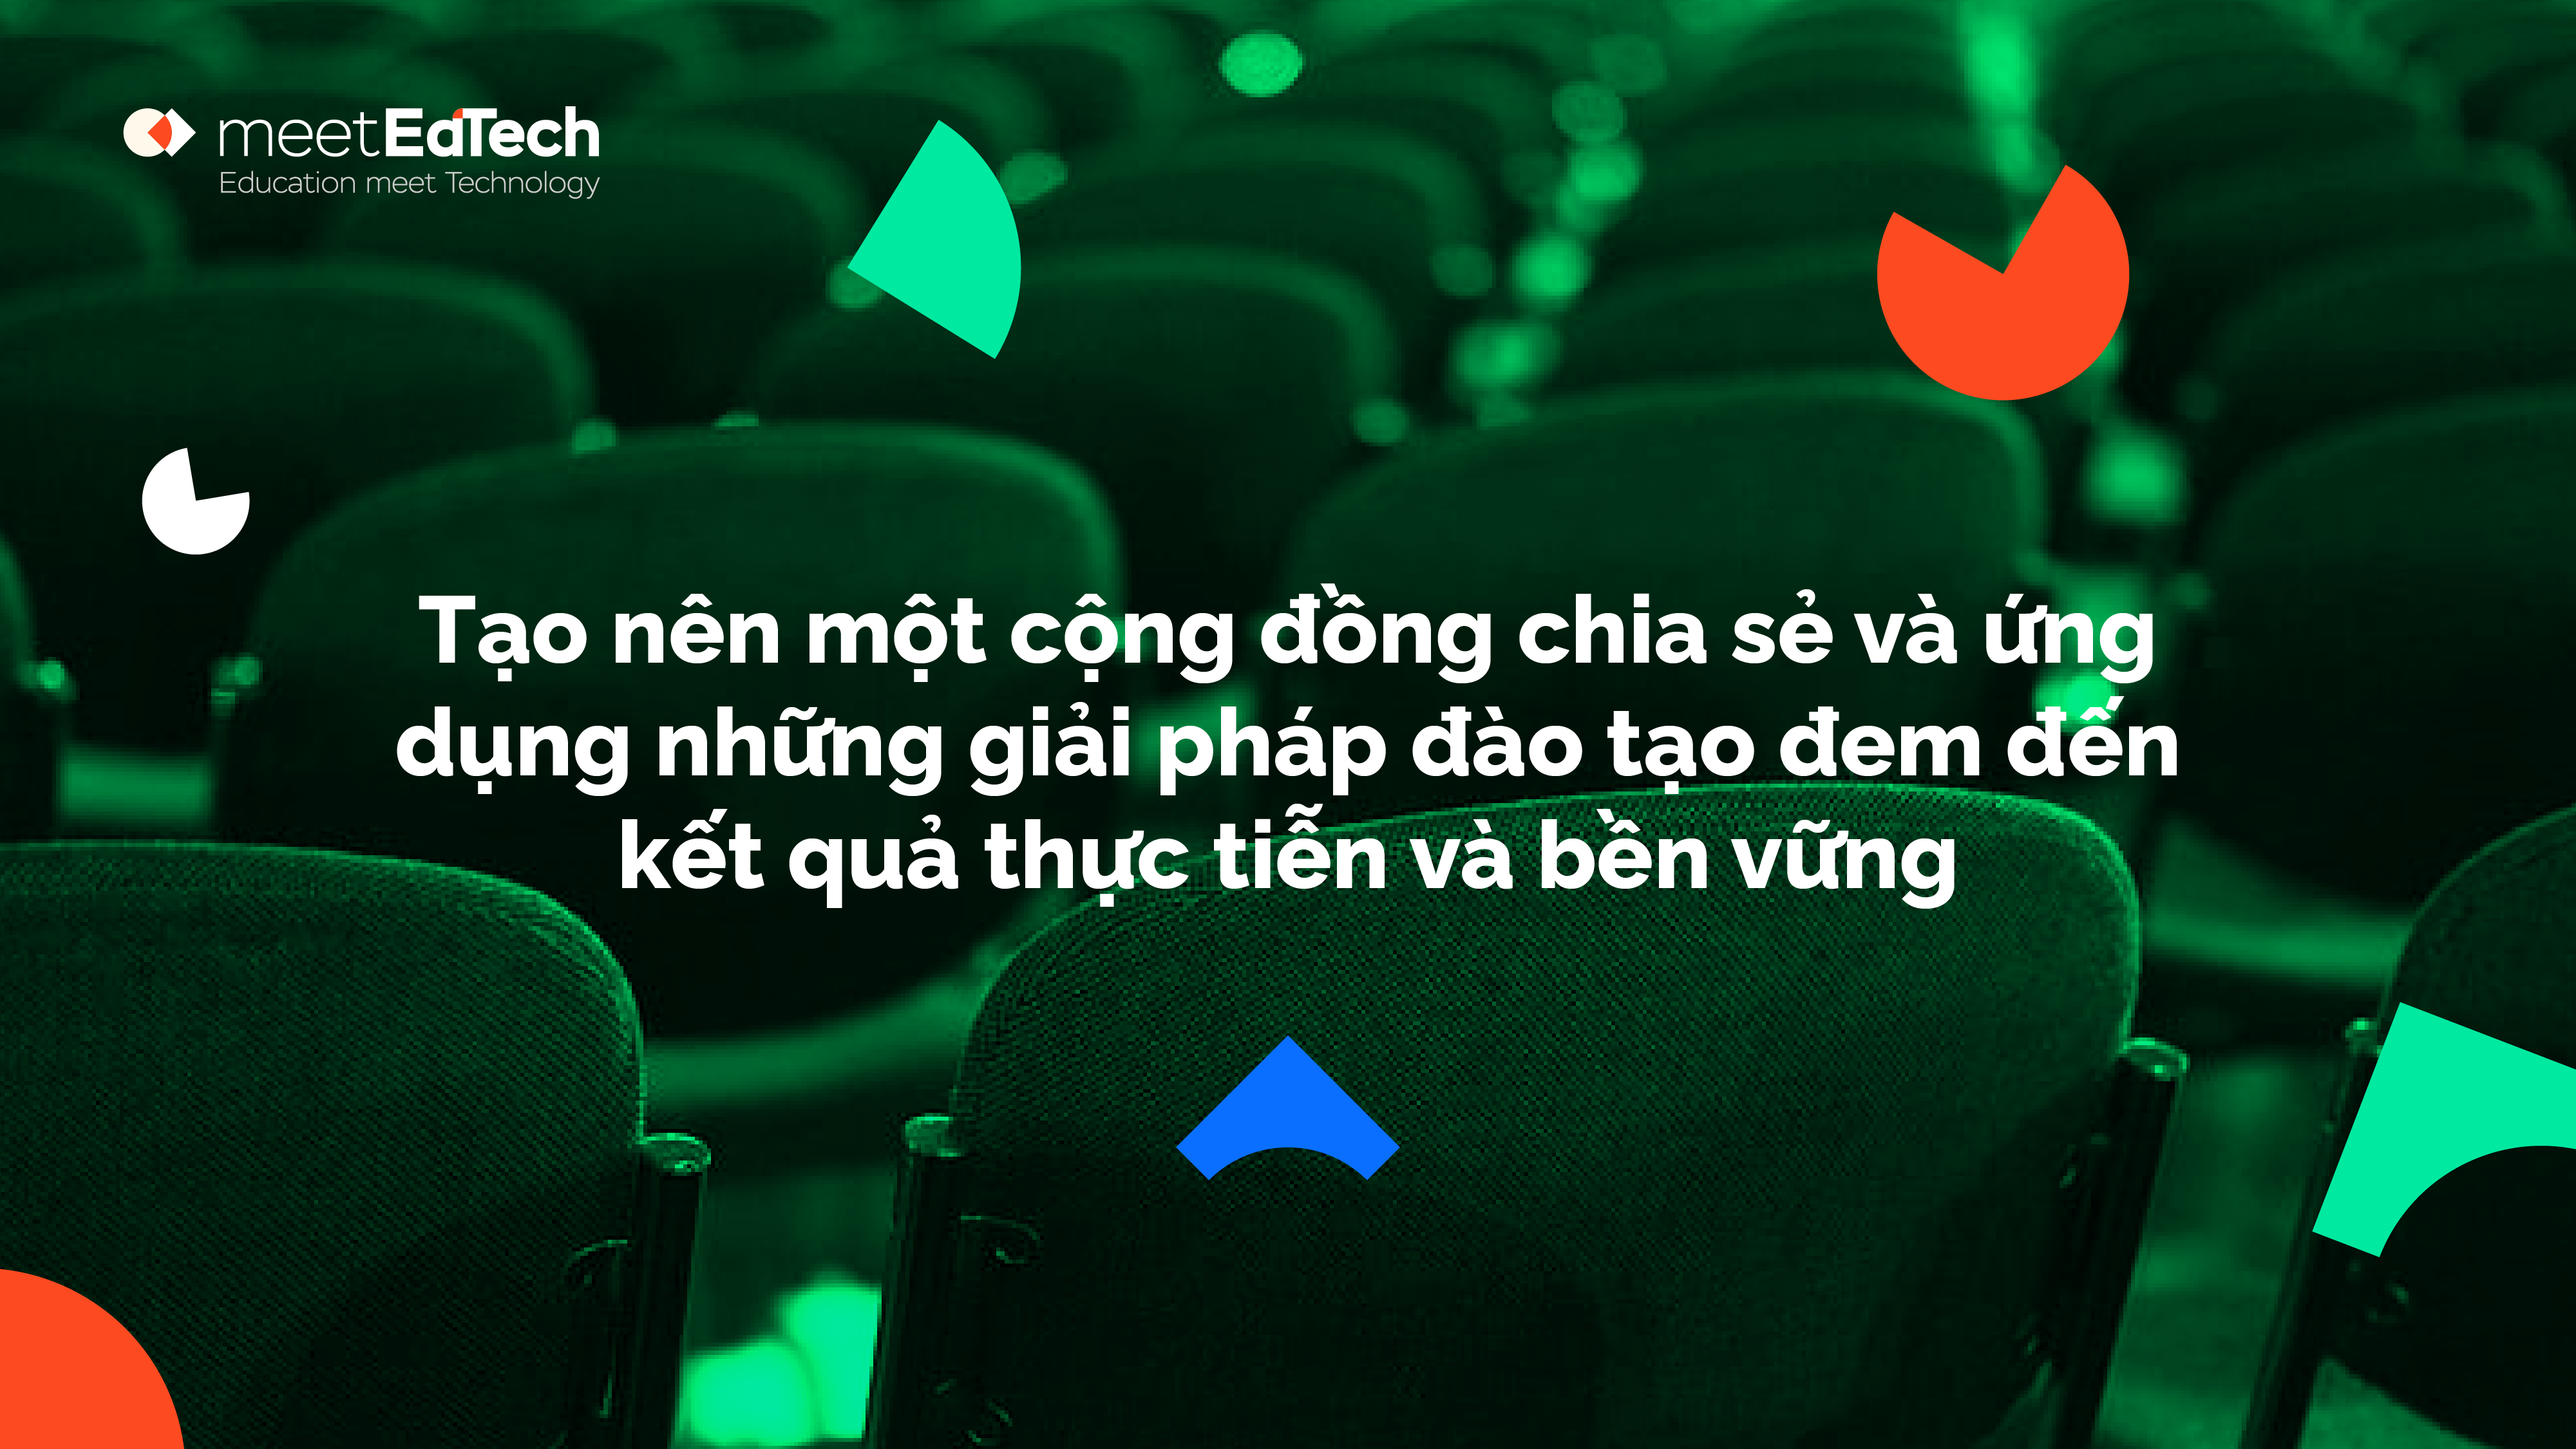 meetEdTech
Education meet Technology
Tạo nên một cộng đồng chia sẻ và ứng
dụng những giải pháp đào tạo đem đến
kết quả thực tiễn và bền vững